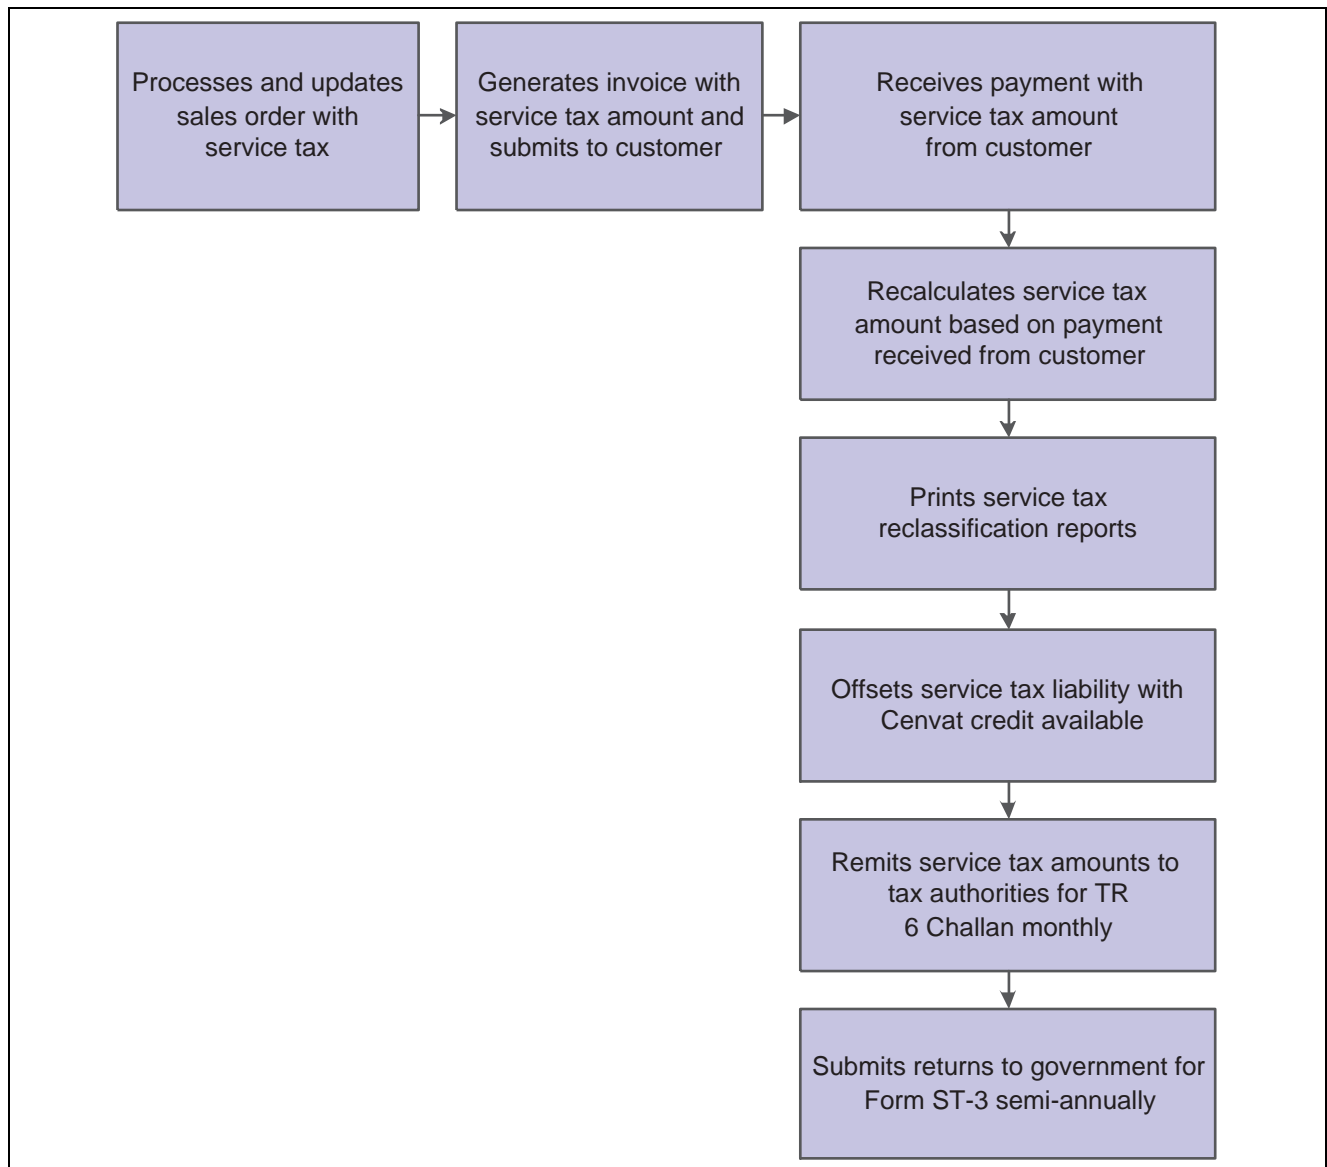 Processes and updates
sales order with
service tax
Generates invoice with
service tax amount and
submits to customer
Receives payment with
service tax amount
from customer
Recalculates service tax
amount based on payment
received from customer
Prints service tax
reclassification reports
Offsets service tax liability with
Cenvat credit available
Remits service tax amounts to
tax authorities for TR
6 Challan monthly
Submits returns to government for
Form ST-3 semi-annually